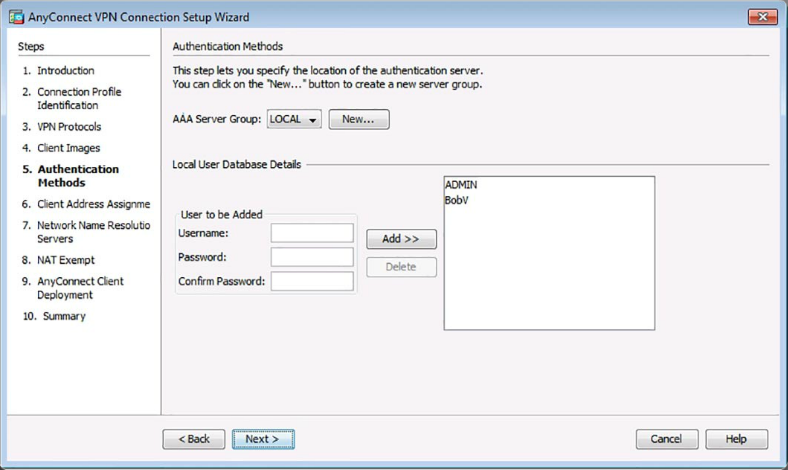 AnyConnect VPN Connection Setup Wizard
Steps
1. Introduction
2. Connection Profile
Identification
3. VPN Protocols
4. Client Images
5. Authentication
Methods
6. Client Address Assignme
7. Network Name Resolutio
Servers
8. NAT Exempt
9. AnyConnect Client
Deployment
10. Summary
Authentication Methods
This step lets you specify the location of the authentication server.
You can click on the "New..." button to create a new server group.
AAA Server Group: LOCAL New...
Local User Database Details
User to be Added
Username:
Password:
Confirm Password:
Add >>
Delete
ADMIN
BobV
< Back Next > Cancel Help